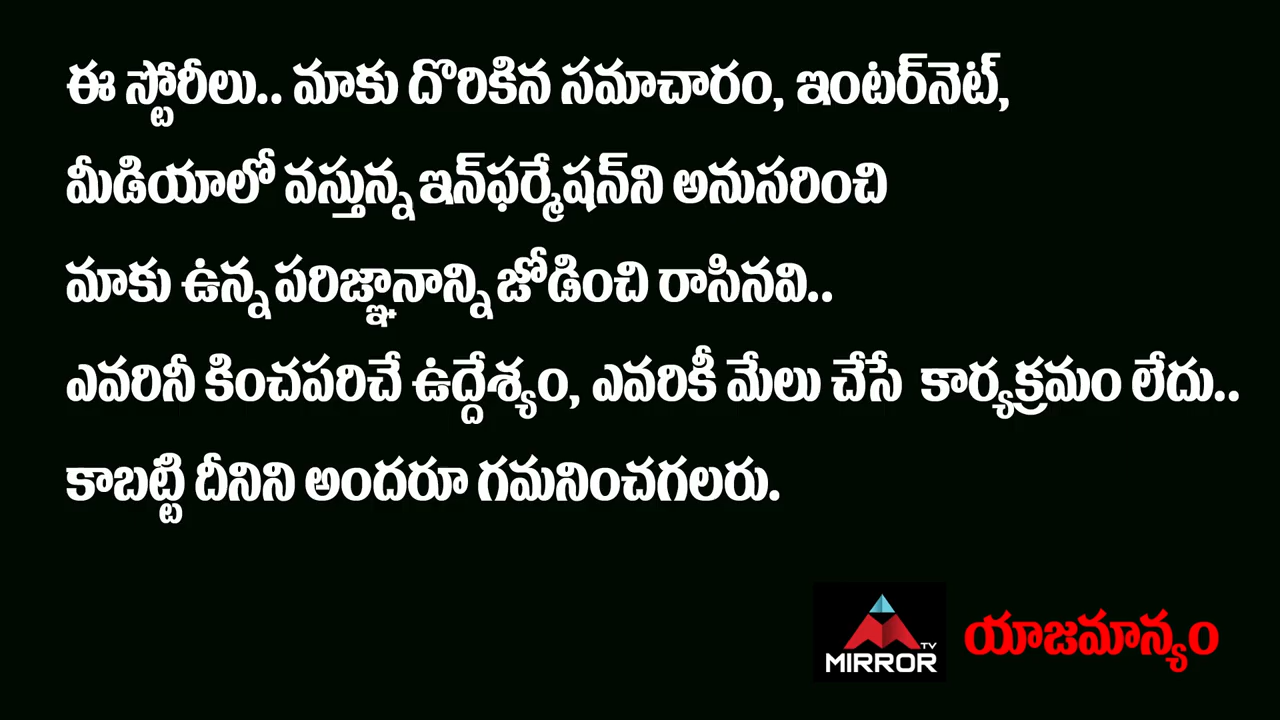 ఈ స్టోరీలు.. మాకు దొరికిన సమాచారం, ఇంటర్‌నెట్,
మీడియాలో వస్తున్న ఇన్‌ఫర్మేషన్‌ని అనుసరించి
మాకు ఉన్న పరిజ్ఞానాన్ని జోడించి రాసినవి..
ఎవరినీ కించపరిచే ఉద్దేశ్యం, ఎవరికీ మేలు చేసే కార్యక్రమం లేదు..
కాబట్టి దీనిని అందరూ గమనించగలరు.
TV
MIRROR
యాజమాన్యం